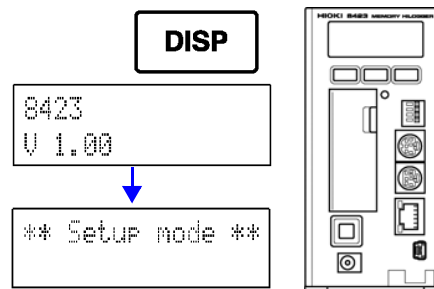 DISP
8423
V 1.00
** Setup mode **
HIOKI 8423 MEMORY HiLOGGER